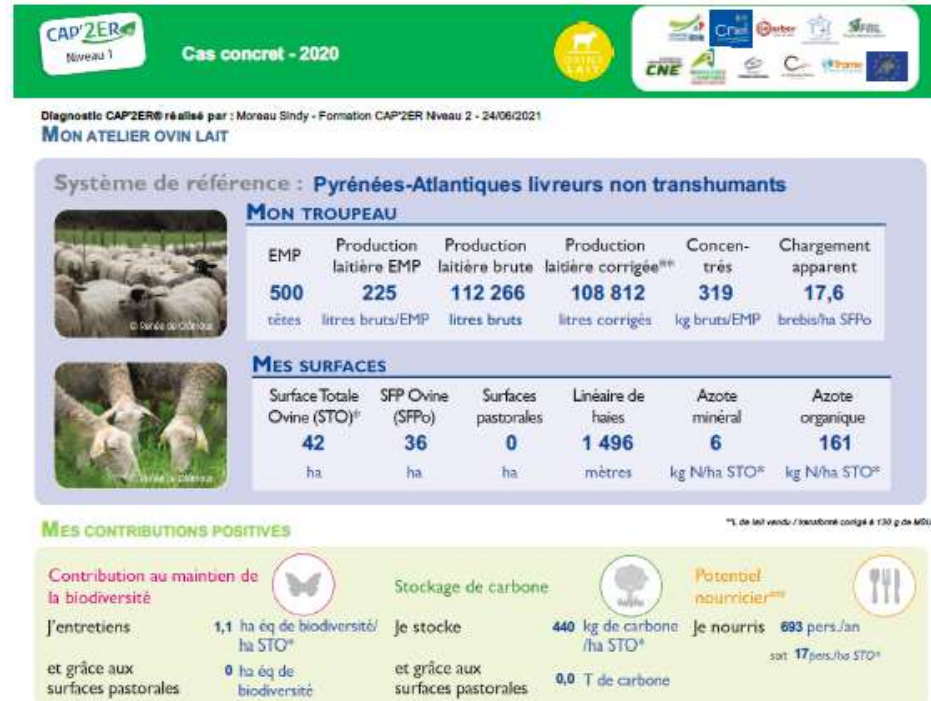 CAP'2ER
Niveau 1
Cas concret - 2020
OVINS
LAIT
Cniel
CNE
Diagnostic CAP'2ER® réalisé par : Moreau Sindy - Formation CAP'2ER Niveau 2 - 24/06/2021
MON ATELIER OVIN LAIT
Système de référence : Pyrénées-Atlantiques livreurs non transhumants
MON TROUPEAU
EMP
Production laitière EMP
Production laitière brute
Production laitière corrigée**
Concen-trés
Chargement apparent
500
225
112 266
108 812
319
17,6
têtes
litres bruts/EMP
litres bruts
litres corrigés
kg bruts/EMP
brebis/ha SFPo
MES SURFACES
Surface Totale Ovine (STO)*
SFP Ovine (SFPo)
Surfaces pastorales
Linéaire de haies
Azote minéral
Azote organique
42
36
0
1 496
6
161
ha
ha
ha
mètres
kg N/ha STO*
kg N/ha STO*
MES CONTRIBUTIONS POSITIVES
Contribution au maintien de la biodiversité
J'entretiens
1,1 ha éq de biodiversité/ ha STO*
et grâce aux surfaces pastorales
0 ha éq de biodiversité
Stockage de carbone
Je stocke
440 kg de carbone /ha STO*
et grâce aux surfaces pastorales
0,0 T de carbone
Potentiel nourricier***
Je nourris 693 pers./an
soit 17 pers./ha STO*